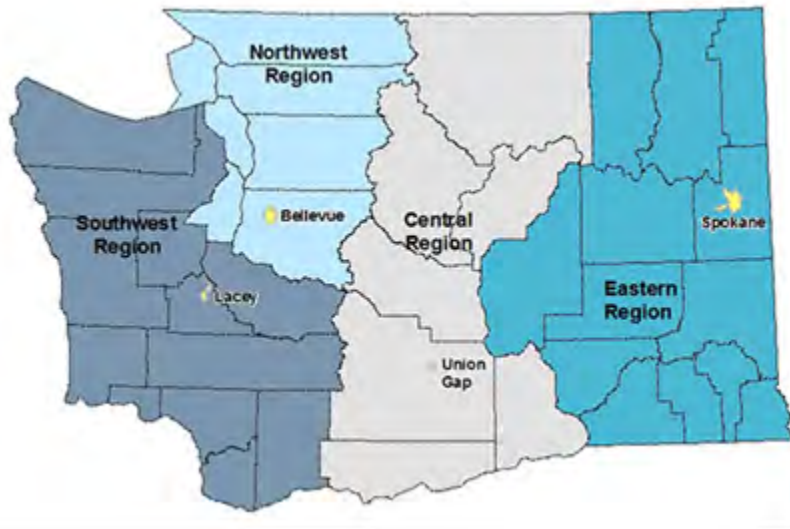 Northwest
Region
Bellevue
Southwest
Region
Central
Region
Spokane
Lacey
Eastern
Region
Union
Gap